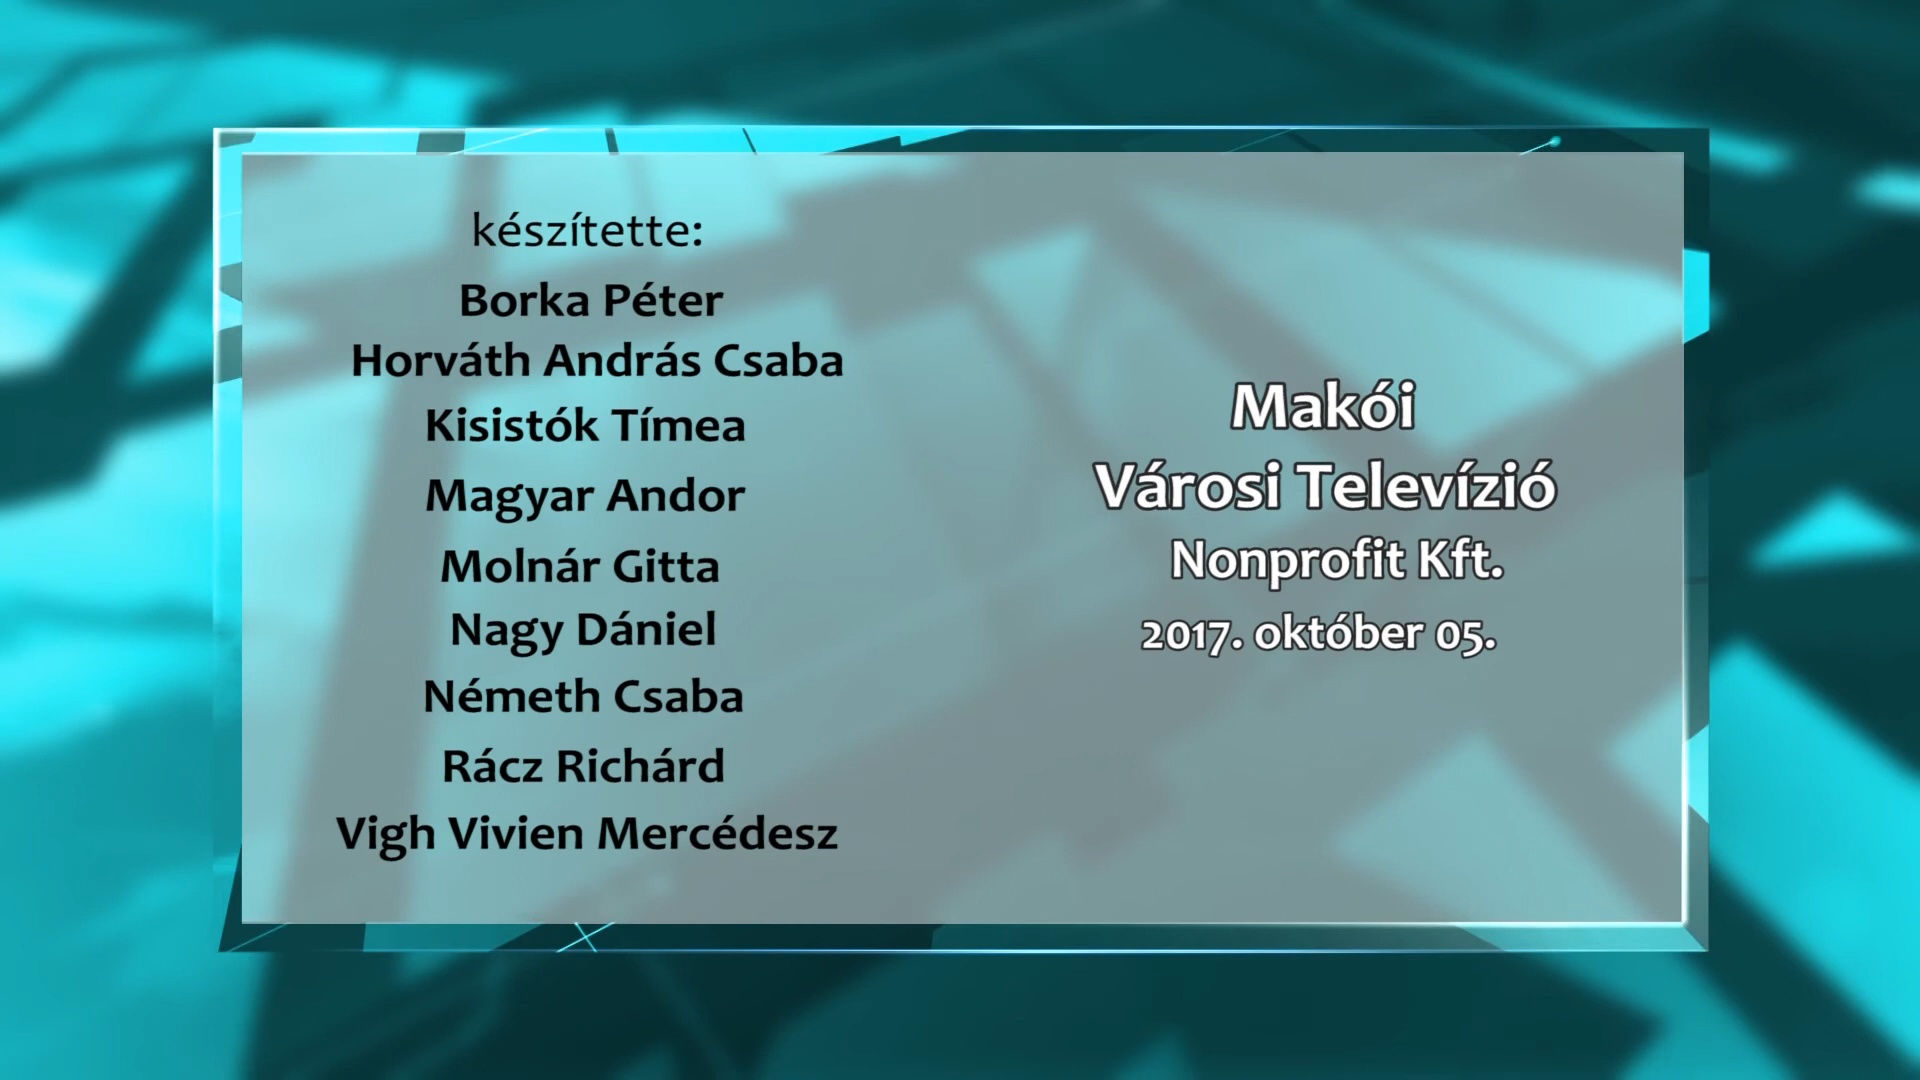 készítette:
Borka Péter
Horváth András Csaba
Kisistók Tímea
Magyar Andor
Molnár Gitta
Nagy Dániel
Németh Csaba
Rácz Richárd
Vigh Vivien Mercédesz
Makói
Városi Televízió
Nonprofit Kft.
2017. október 05.